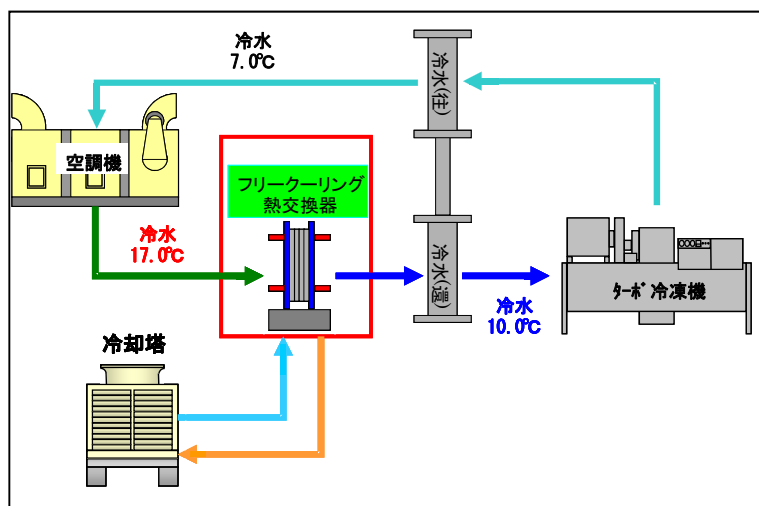 冷水
7.0℃
冷水(往)
空調機
フリークーリング
熱交換器
冷水
17.0℃
冷水(還)
ﾀｰﾎﾞ冷凍機
冷水
10.0℃
冷却塔